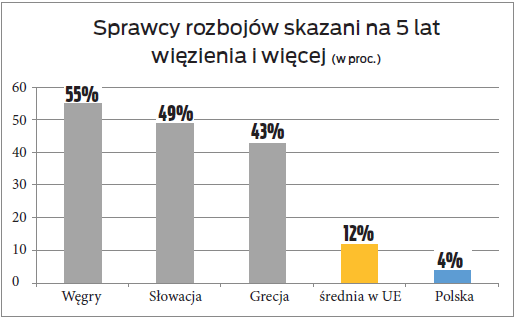 Sprawcy rozbojów skazani na 5 lat
więzienia i więcej (w proc.)
60
50
40
30
20
10
0
55%
49%
43%
12%
4%
Węgry
Słowacja
Grecja
średnia w UE
Polska